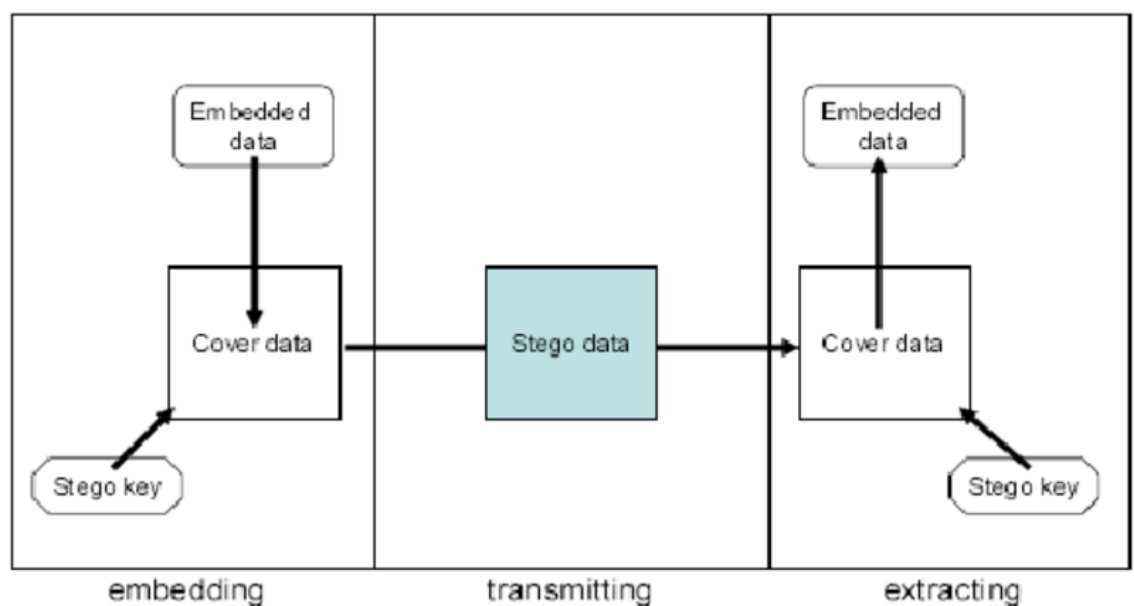 Embedded
data
Embedded
data
Cover data
Stego data
Cover data
Stego key
Stego key
embedding
transmitting
extracting